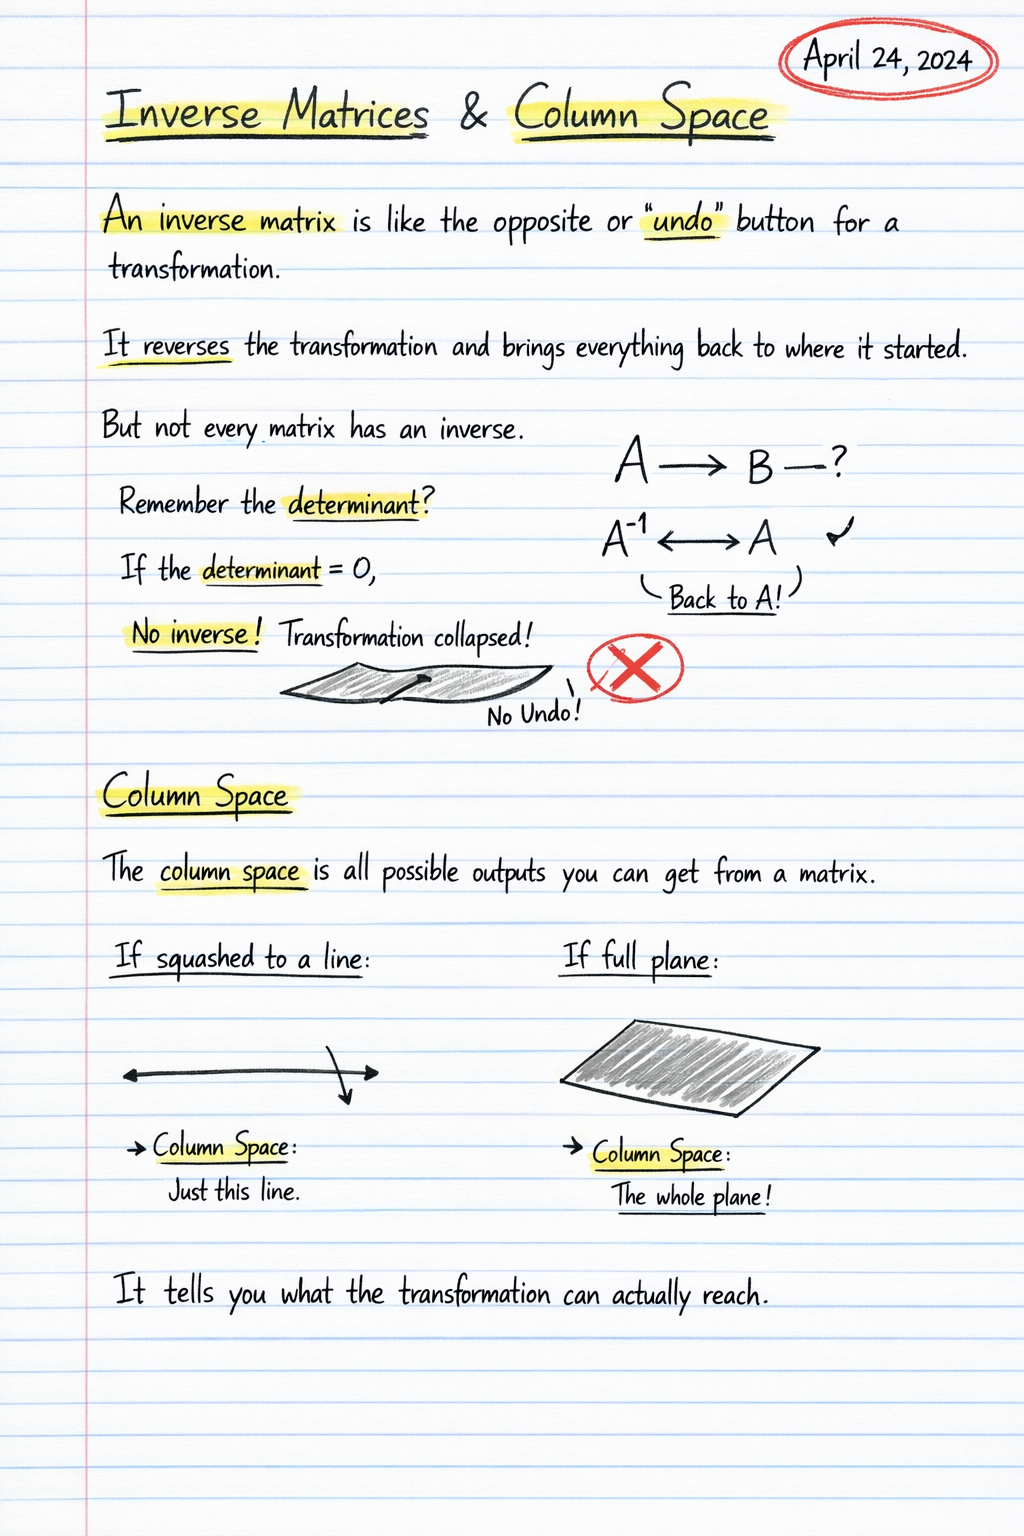 April 24, 2024
Inverse Matrices & Column Space
An inverse matrix is like the opposite or "undo" button for a
transformation.
It reverses the transformation and brings everything back to where it started.
But not every matrix has an inverse.
A → B —?
Remember the determinant?
A⁻¹ ↔ A ✓
If the determinant = 0,
Back to A!
No inverse! Transformation collapsed!
No Undo!
Column Space
The column space is all possible outputs you can get from a matrix.
If squashed to a line:
If full plane:
→ Column Space:
Just this line.
→ Column Space:
The whole plane!
It tells you what the transformation can actually reach.